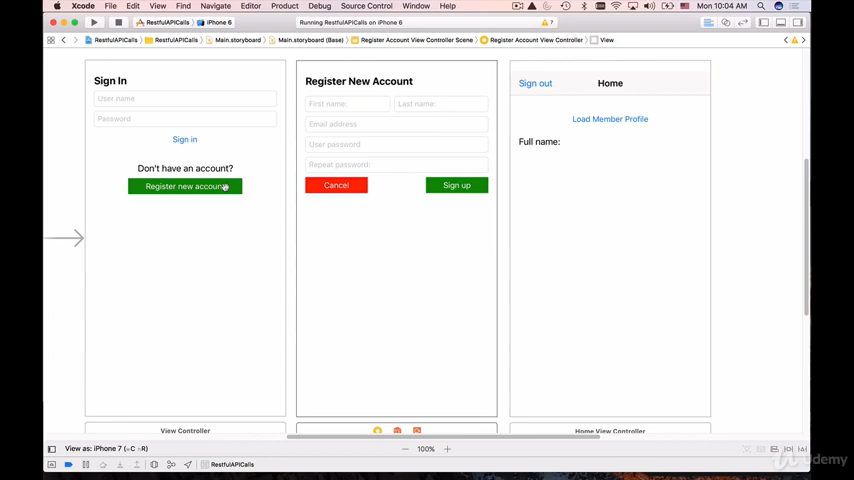 Xcode File Edit View Find Navigate Editor Product Debug Source Control Window Help Mon 10:04 AM
RestfulAPICalls iPhone 6 Running RestfulAPICalls on iPhone 6 7
RestfulAPICalls RestfulAPICalls Main.storyboard Main.storyboard (Base) Register Account View Controller Scene Register Account View Controller View
Sign In
User name
Password
Sign in
Don't have an account?
Register new account
View Controller
Register New Account
First name: Last name:
Email address
User password
Repeat password:
Cancel Sign up
Sign out Home
Load Member Profile
Full name:
Home View Controller
View as: iPhone 7 (wC hR) 100%
RestfulAPICalls
Udemy